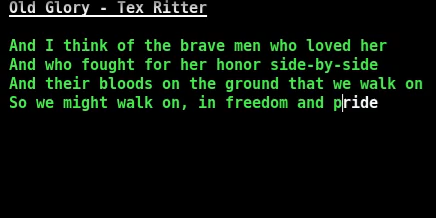 Old Glory - Tex Ritter
And I think of the brave men who loved her
And who fought for her honor side-by-side
And their bloods on the ground that we walk on
So we might walk on, in freedom and pride